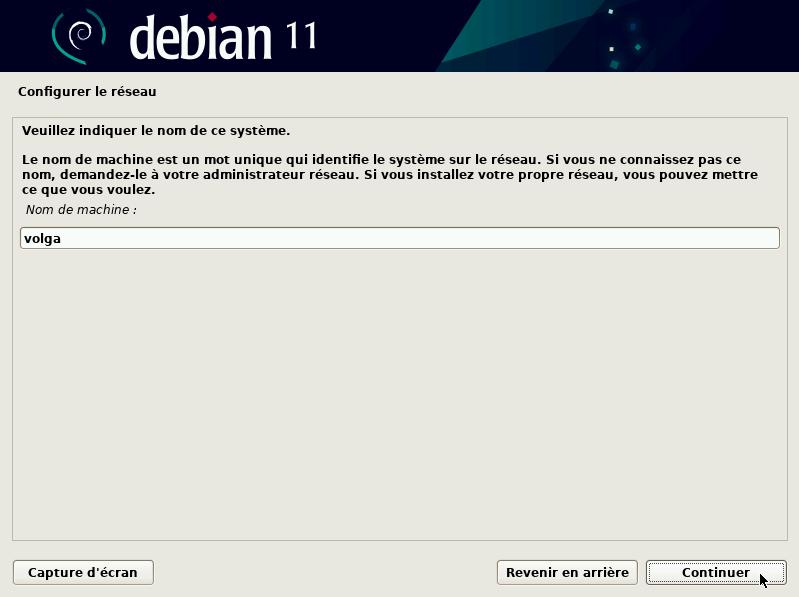 debian 11
Configurer le réseau
Veuillez indiquer le nom de ce système.
Le nom de machine est un mot unique qui identifie le système sur le réseau. Si vous ne connaissez pas ce
nom, demandez-le à votre administrateur réseau. Si vous installez votre propre réseau, vous pouvez mettre
ce que vous voulez.
Nom de machine :
volga
Capture d'écran
Revenir en arrière
Continuer